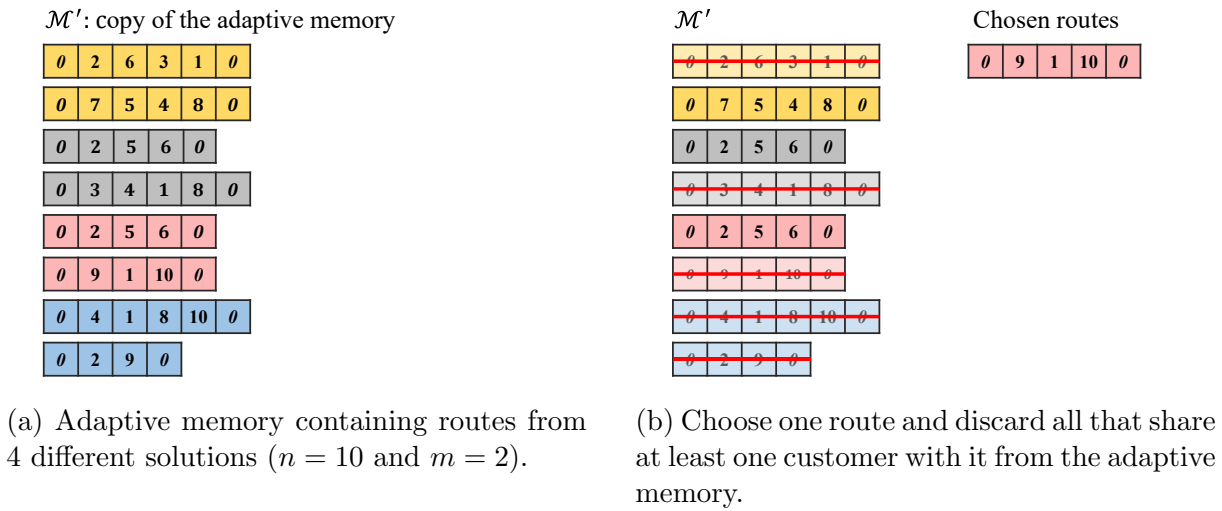 ℳ′: copy of the adaptive memory
0 2 6 3 1 0
0 7 5 4 8 0
0 2 5 6 0
0 3 4 1 8 0
0 2 5 6 0
0 9 1 10 0
0 4 1 8 10 0
0 2 9 0
(a) Adaptive memory containing routes from
4 different solutions (n = 10 and m = 2).
ℳ′
0 2 6 3 1 0
0 7 5 4 8 0
0 2 5 6 0
0 3 4 1 8 0
0 2 5 6 0
0 9 1 10 0
0 4 1 8 10 0
0 2 9 0
Chosen routes
0 9 1 10 0
(b) Choose one route and discard all that share
at least one customer with it from the adaptive
memory.